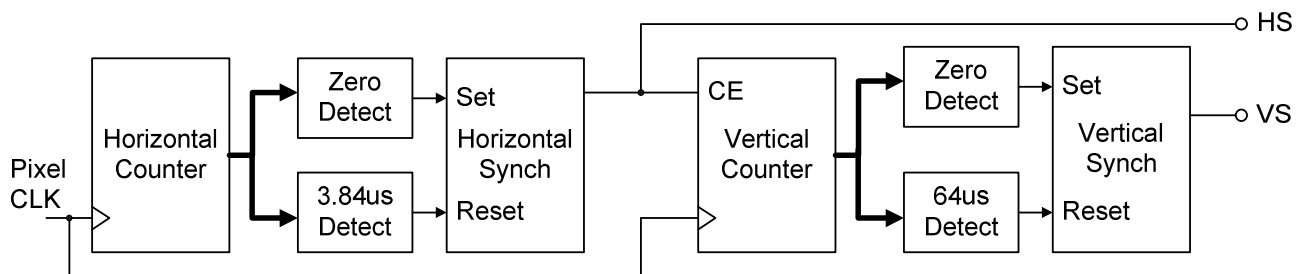 HS
Zero
Detect
Zero
Detect
Set
CE
Set
VS
Horizontal
Counter
Horizontal
Synch
Vertical
Counter
Vertical
Synch
Pixel
CLK
3.84us
Detect
Reset
64us
Detect
Reset